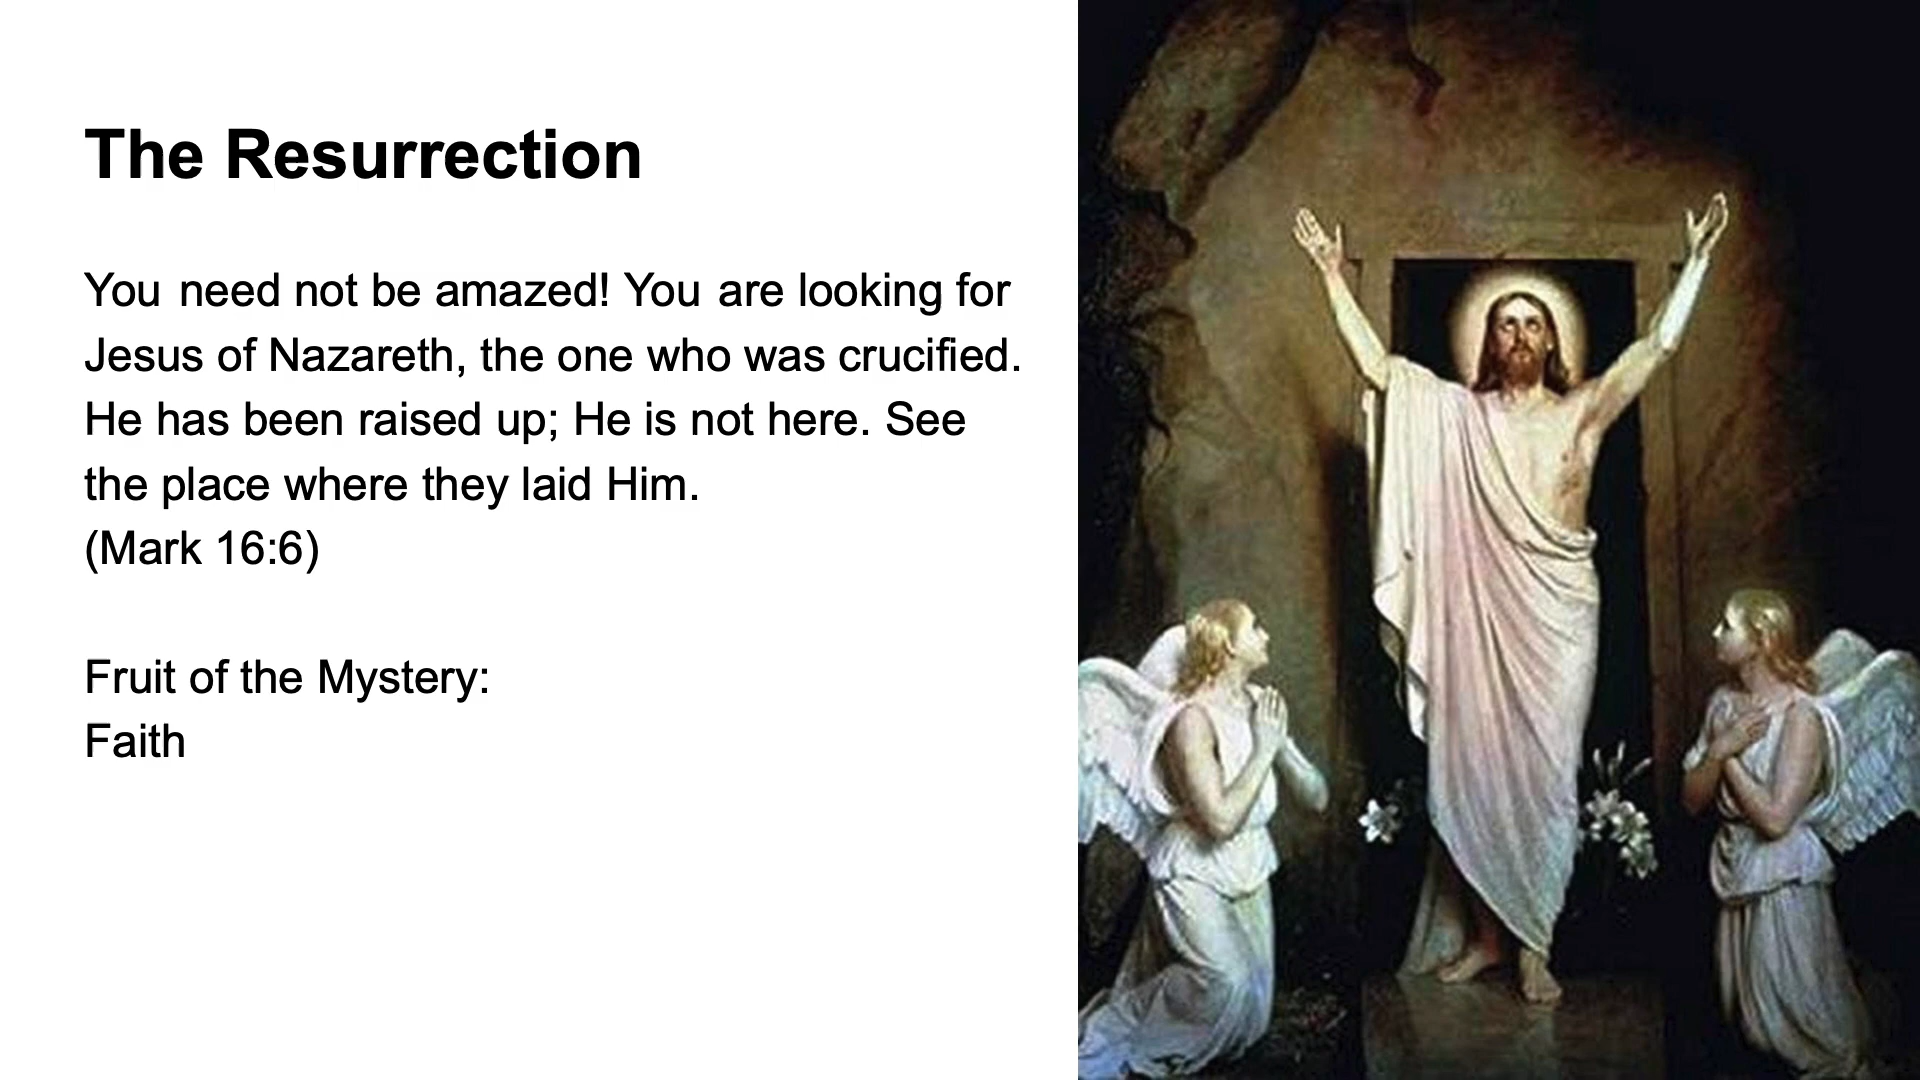 The Resurrection
You need not be amazed! You are looking for
Jesus of Nazareth, the one who was crucified.
He has been raised up; He is not here. See
the place where they laid Him.
(Mark 16:6)
Fruit of the Mystery:
Faith